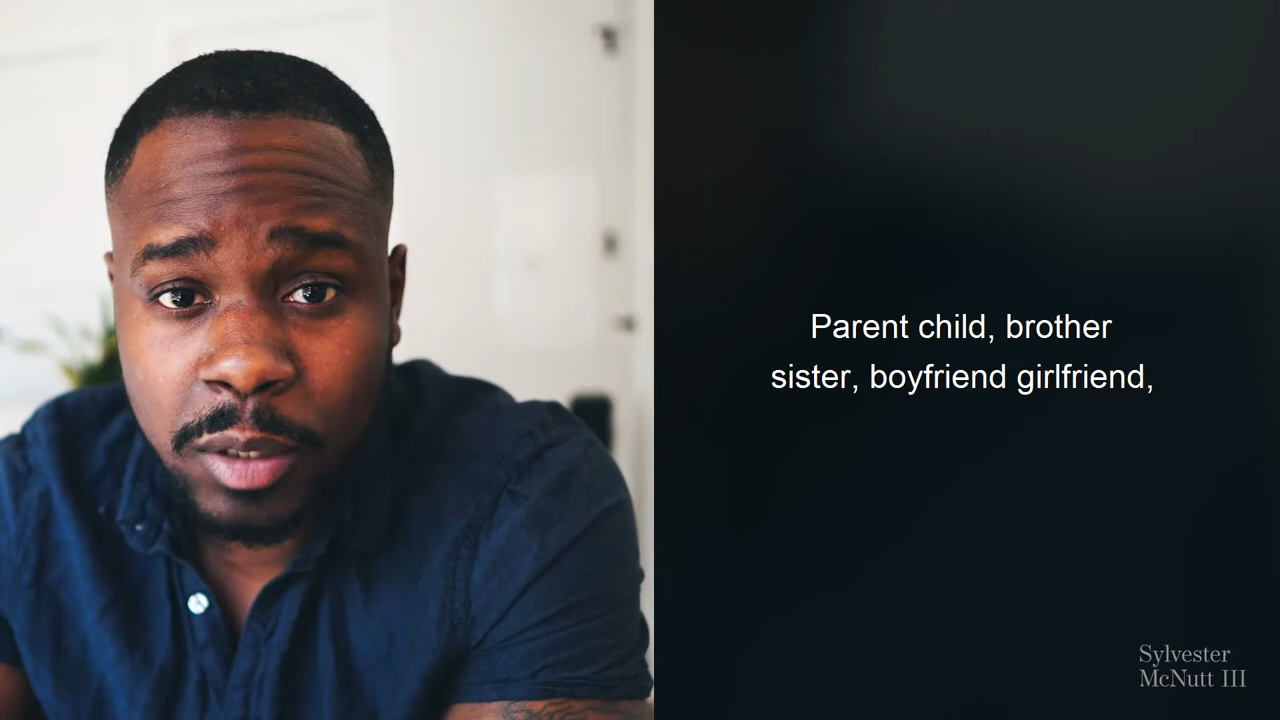 Parent child, brother
sister, boyfriend girlfriend,
Sylvester
McNutt III